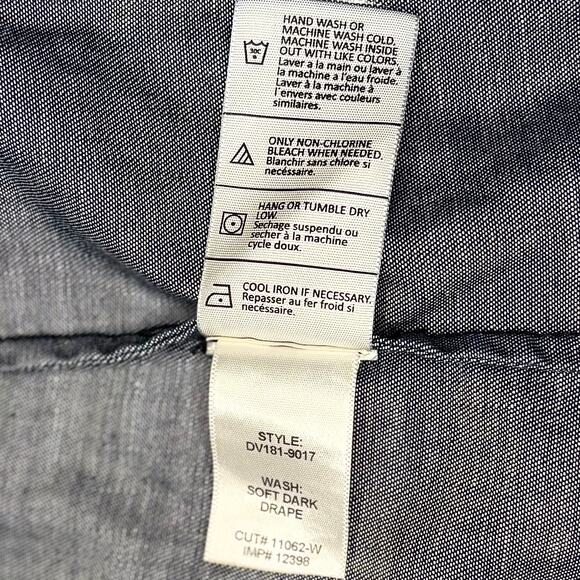 HAND WASH OR
MACHINE WASH COLD,
MACHINE WASH INSIDE
OUT WITH LIKE COLORS.
Laver a la main ou laver à
la machine a l'eau froide.
Laver à la machine à
l'envers avec couleurs
similaires.
30C
ONLY NON-CHLORINE
BLEACH WHEN NEEDED.
Blanchir sans chlore si
necéssaire.
HANG OR TUMBLE DRY
LOW.
Sechage suspendu ou
secher à la machine
cycle doux.
COOL IRON IF NECESSARY.
Repasser au fer froid si
necéssaire.
STYLE:
DV181-9017
WASH:
SOFT DARK
DRAPE
CUT# 11062-W
IMP# 12398